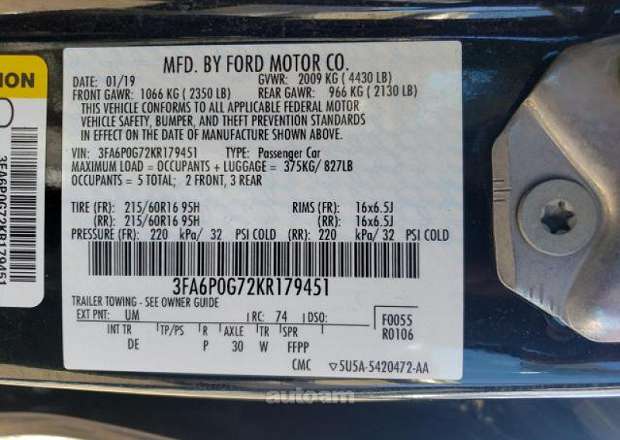 MFD. BY FORD MOTOR CO.
DATE: 01/19 GVWR: 2009 KG ( 4430 LB)
FRONT GAWR: 1066 KG ( 2350 LB) REAR GAWR: 966 KG ( 2130 LB)
THIS VEHICLE CONFORMS TO ALL APPLICABLE FEDERAL MOTOR
VEHICLE SAFETY, BUMPER, AND THEFT PREVENTION STANDARDS
IN EFFECT ON THE DATE OF MANUFACTURE SHOWN ABOVE.
VIN: 3FA6P0G72KR179451 TYPE: Passenger Car
MAXIMUM LOAD = OCCUPANTS + LUGGAGE = 375KG/ 827LB
OCCUPANTS = 5 TOTAL; 2 FRONT, 3 REAR
TIRE (FR): 215/60R16 95H RIMS (FR): 16x6.5J
(RR): 215/60R16 95H (RR): 16x6.5J
PRESSURE (FR): 220 kPa/ 32 PSI COLD (RR): 220 kPa/ 32 PSI COLD
3FA6P0G72KR179451
TRAILER TOWING - SEE OWNER GUIDE
EXT PNT: UM RC: 74 DSO: F0055
R0106
INT TR TP/PS R AXLE TR SPR
DE P 30 W FFPP
CMC ▽5U5A-5420472-AA
ION
3FA6P0G72KR179451
autoam